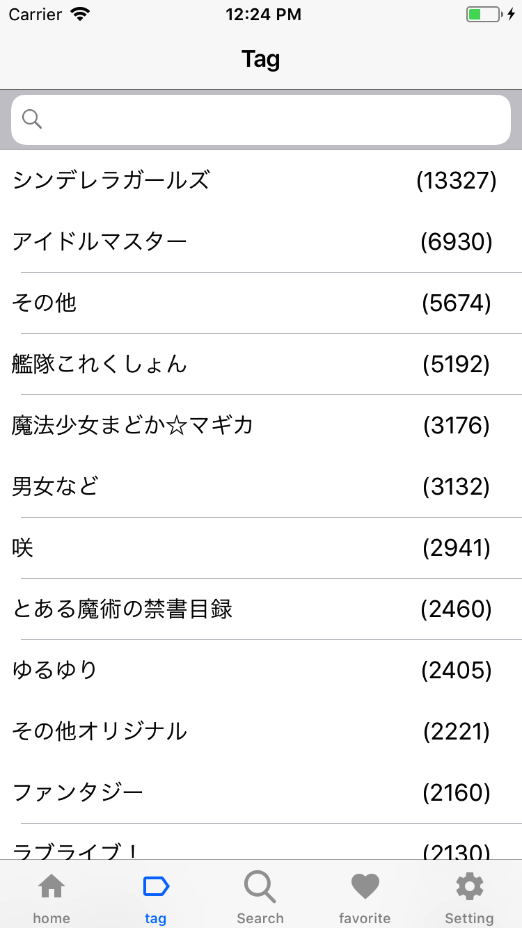 Carrier 12:24 PM
Tag
シンデレラガールズ (13327)
アイドルマスター (6930)
その他 (5674)
艦隊これくしょん (5192)
魔法少女まどか☆マギカ (3176)
男女など (3132)
咲 (2941)
とある魔術の禁書目録 (2460)
ゆるゆり (2405)
その他オリジナル (2221)
ファンタジー (2160)
ラブライブ！ (2130)
home tag Search favorite Setting